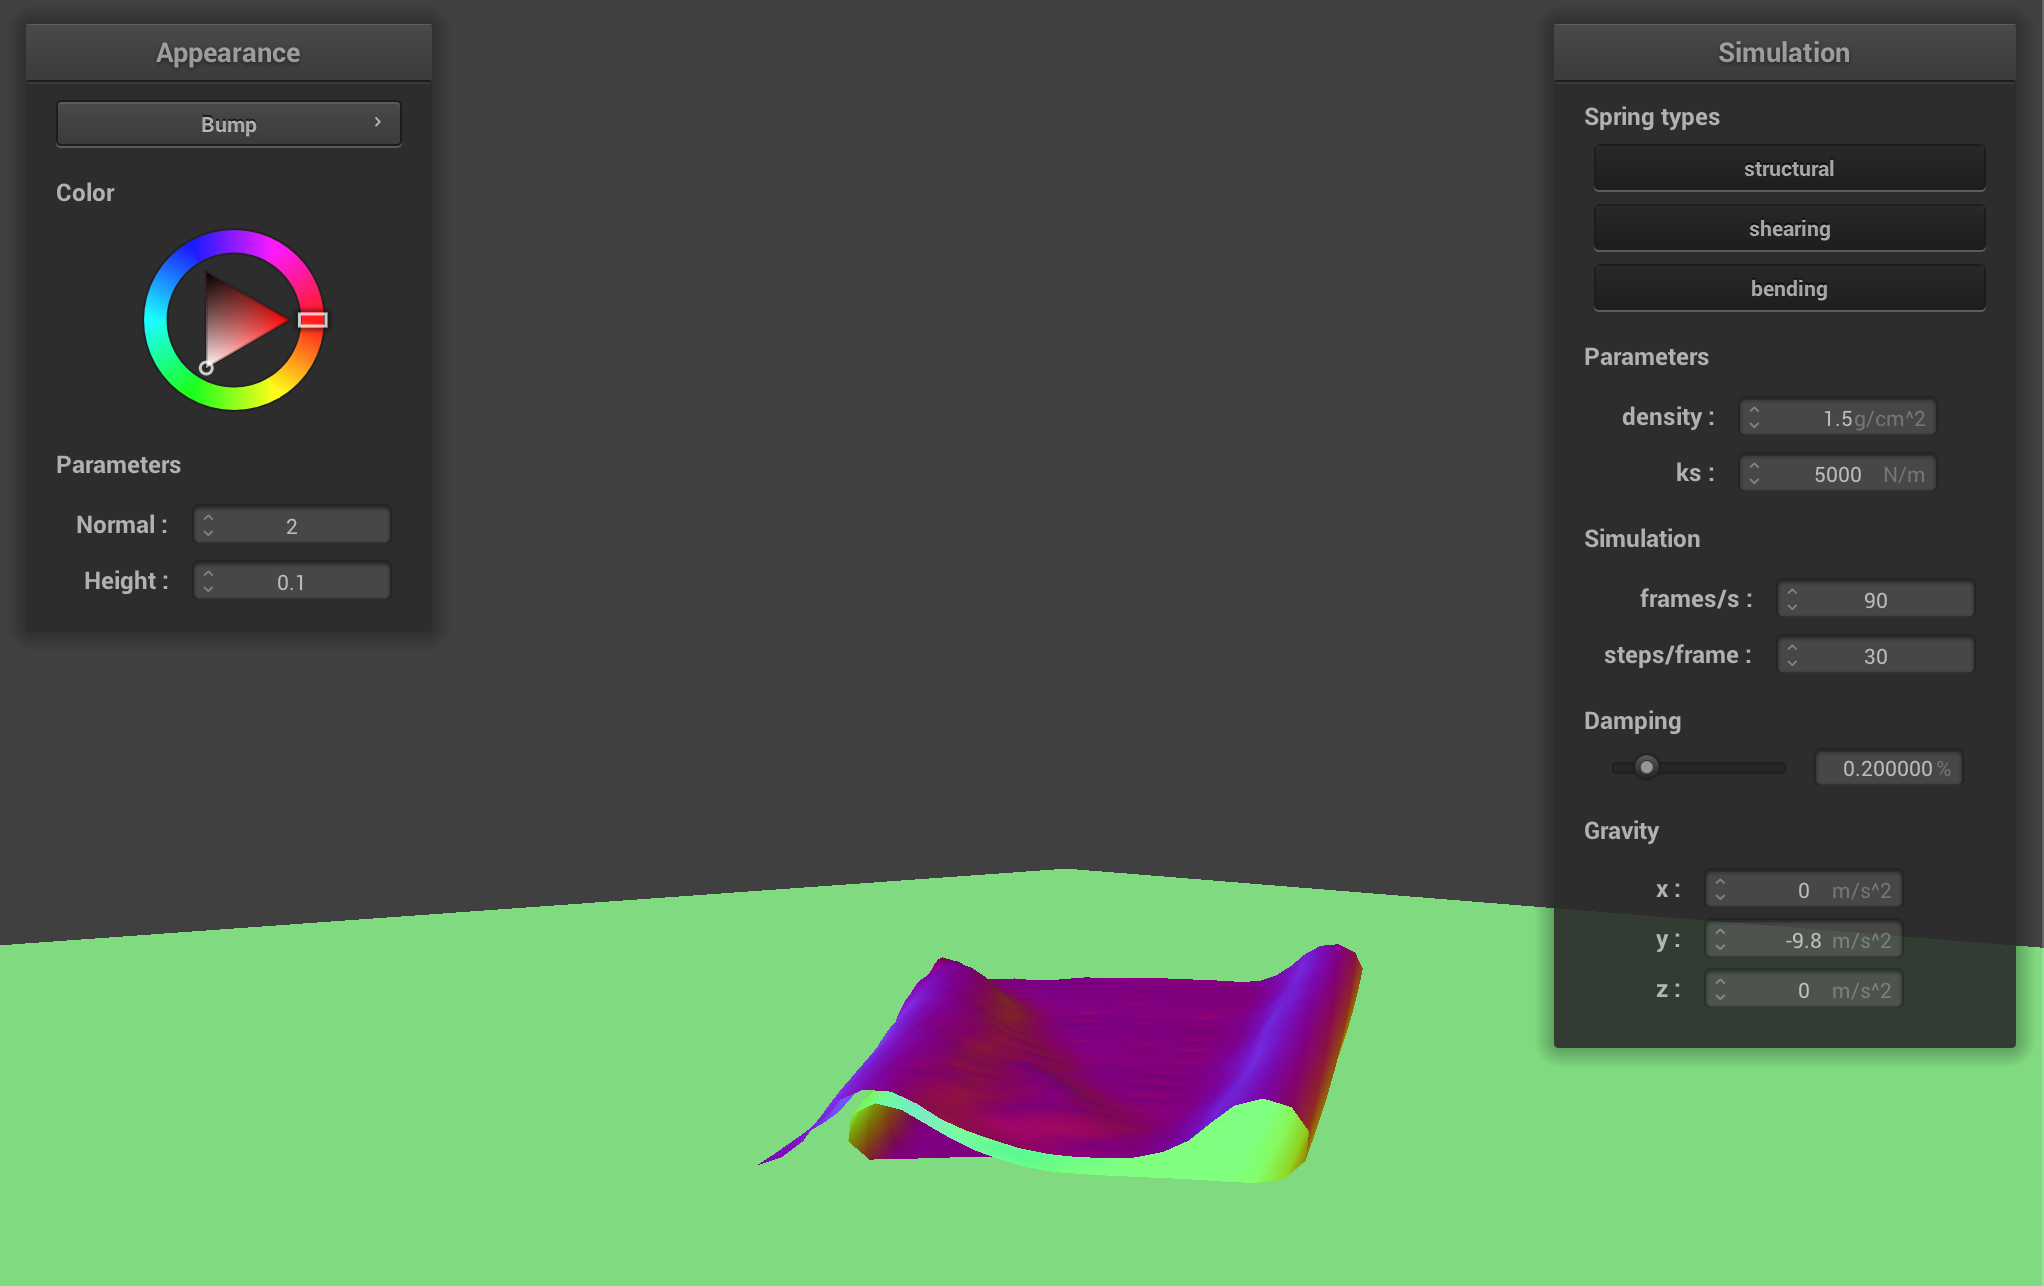 Appearance
Bump
Color
Parameters
Normal : 2
Height : 0.1
Simulation
Spring types
structural
shearing
bending
Parameters
density : 1.5 g/cm^2
ks : 5000 N/m
Simulation
frames/s : 90
steps/frame : 30
Damping
0.200000 %
Gravity
x : 0 m/s^2
y : -9.8 m/s^2
z : 0 m/s^2